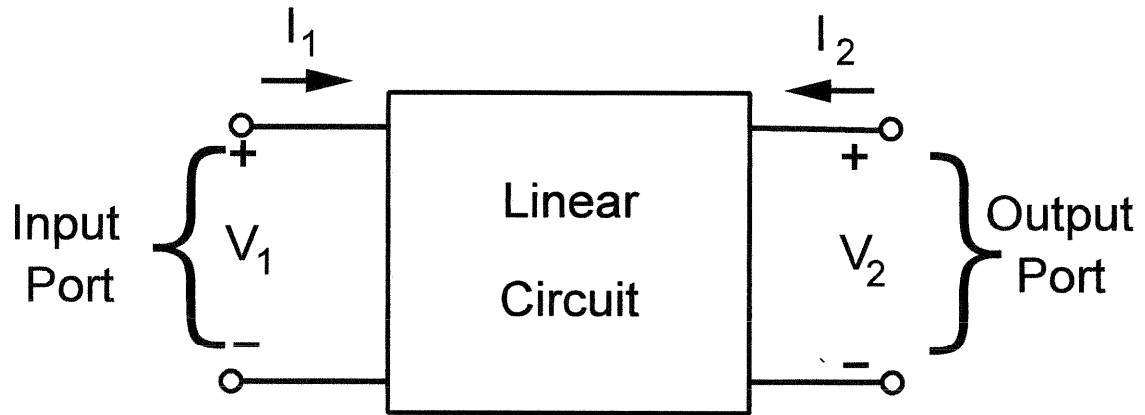 I₁
I₂
+
+
Input
Port
V₁
Linear
Circuit
V₂
Output
Port
−
−